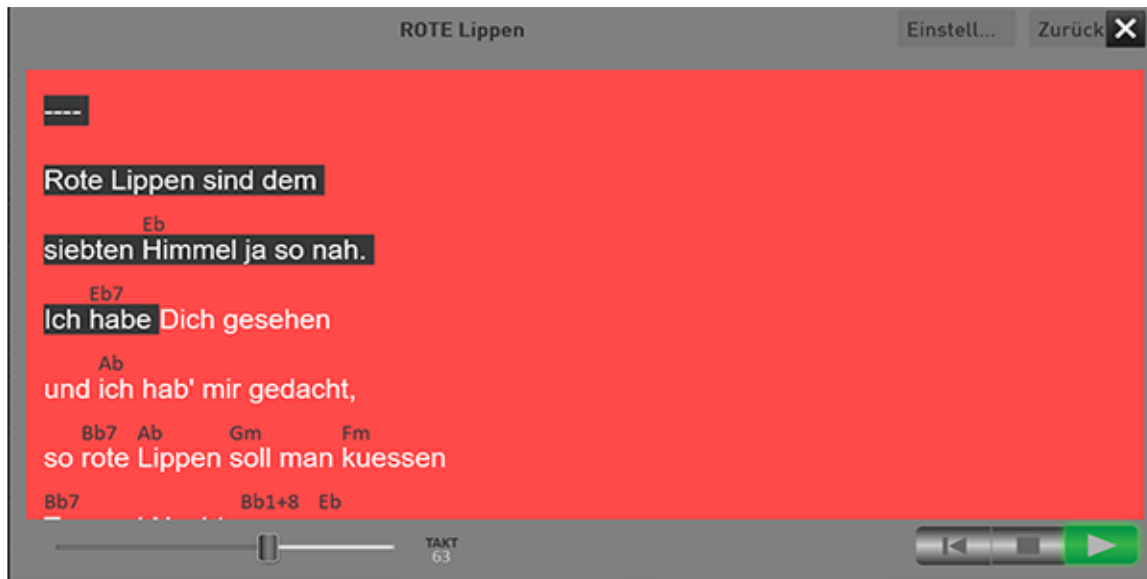 ROTE Lippen
Einstell...
Zurück
----
Rote Lippen sind dem
Eb
siebten Himmel ja so nah.
Eb7
Ich habe Dich gesehen
Ab
und ich hab' mir gedacht,
Bb7 Ab Gm Fm
so rote Lippen soll man kuessen
Bb7 Bb1+8 Eb
TAKT
63